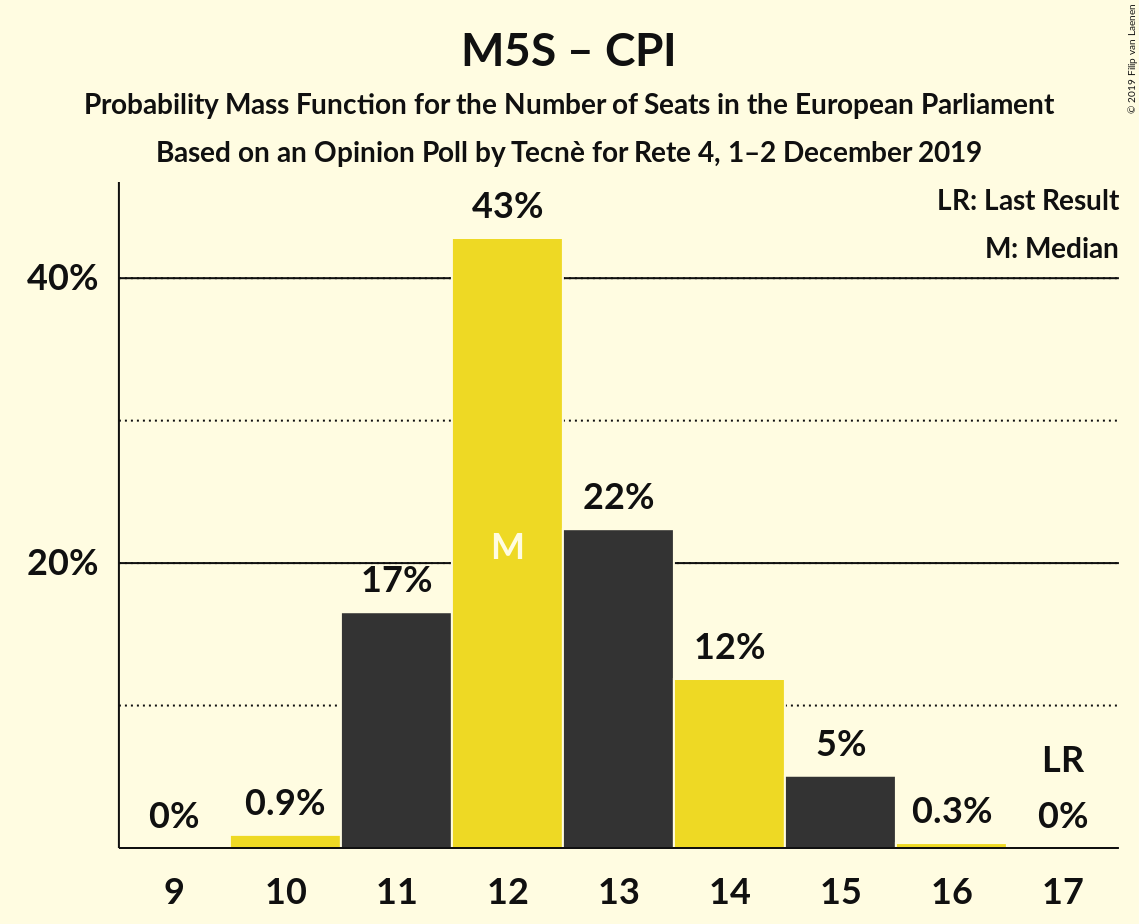 M5S – CPI
Probability Mass Function for the Number of Seats in the European Parliament
Based on an Opinion Poll by Tecnè for Rete 4, 1–2 December 2019
© 2019 Filip van Laenen
LR: Last Result
M: Median
40%
20%
0%
0.9%
17%
43%
M
22%
12%
5%
0.3%
LR
0%
9 10 11 12 13 14 15 16 17